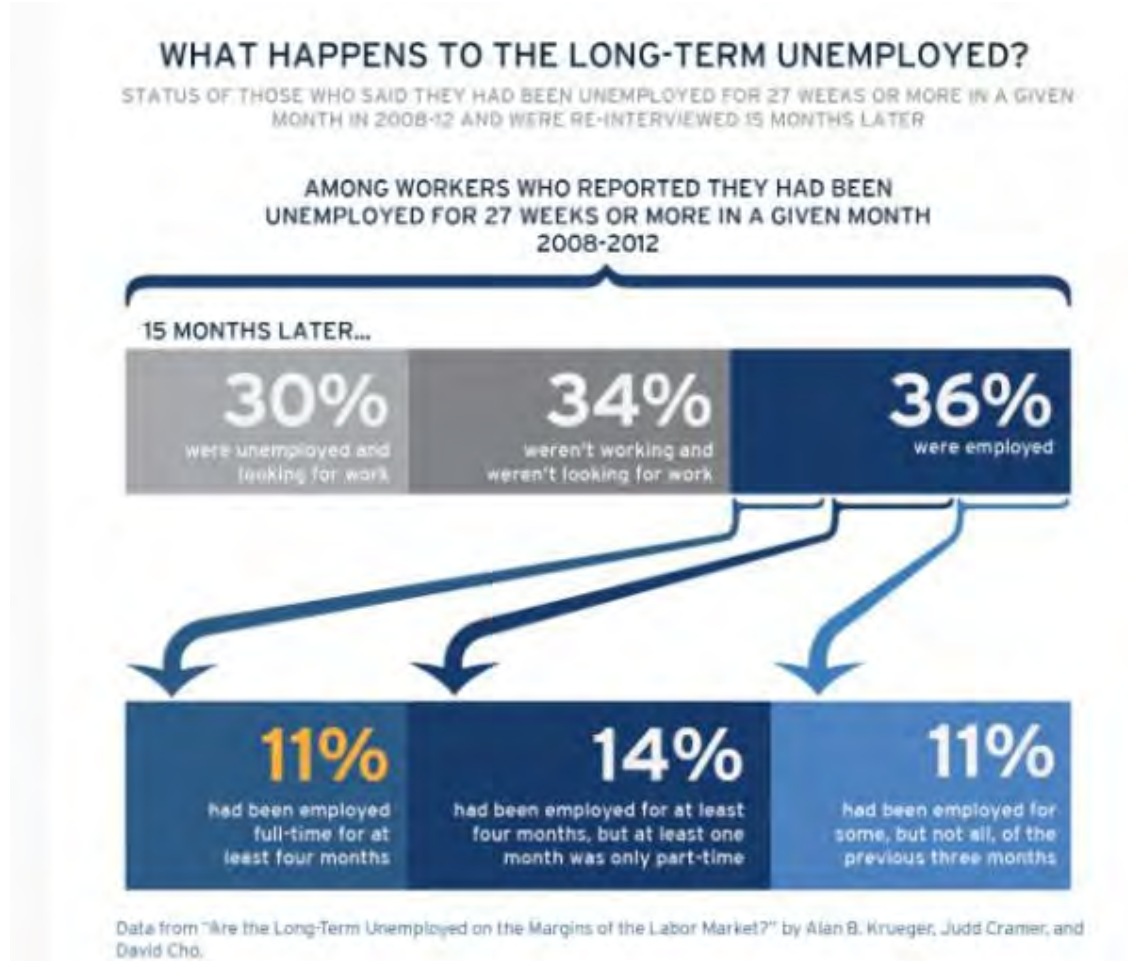 WHAT HAPPENS TO THE LONG-TERM UNEMPLOYED?
STATUS OF THOSE WHO SAID THEY HAD BEEN UNEMPLOYED FOR 27 WEEKS OR MORE IN A GIVEN
MONTH IN 2008-12 AND WERE RE-INTERVIEWED 15 MONTHS LATER
AMONG WORKERS WHO REPORTED THEY HAD BEEN
UNEMPLOYED FOR 27 WEEKS OR MORE IN A GIVEN MONTH
2008-2012
15 MONTHS LATER...
30%
were unemployed and
looking for work
34%
weren't working and
weren't looking for work
36%
were employed
11%
had been employed
full-time for at
least four months
14%
had been employed for at least
four months, but at least one
month was only part-time
11%
had been employed for
some, but not all, of the
previous three months
Data from "Are the Long-Term Unemployed on the Margins of the Labor Market?" by Alan B. Krueger, Judd Cramer, and
David Cho.